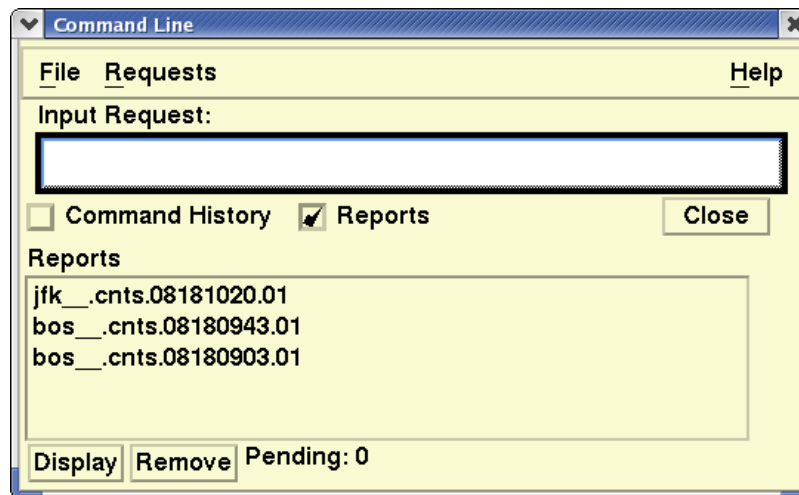 Command Line
File Requests Help
Input Request:
Command History Reports Close
Reports
jfk__.cnts.08181020.01
bos__.cnts.08180943.01
bos__.cnts.08180903.01
Display Remove Pending: 0